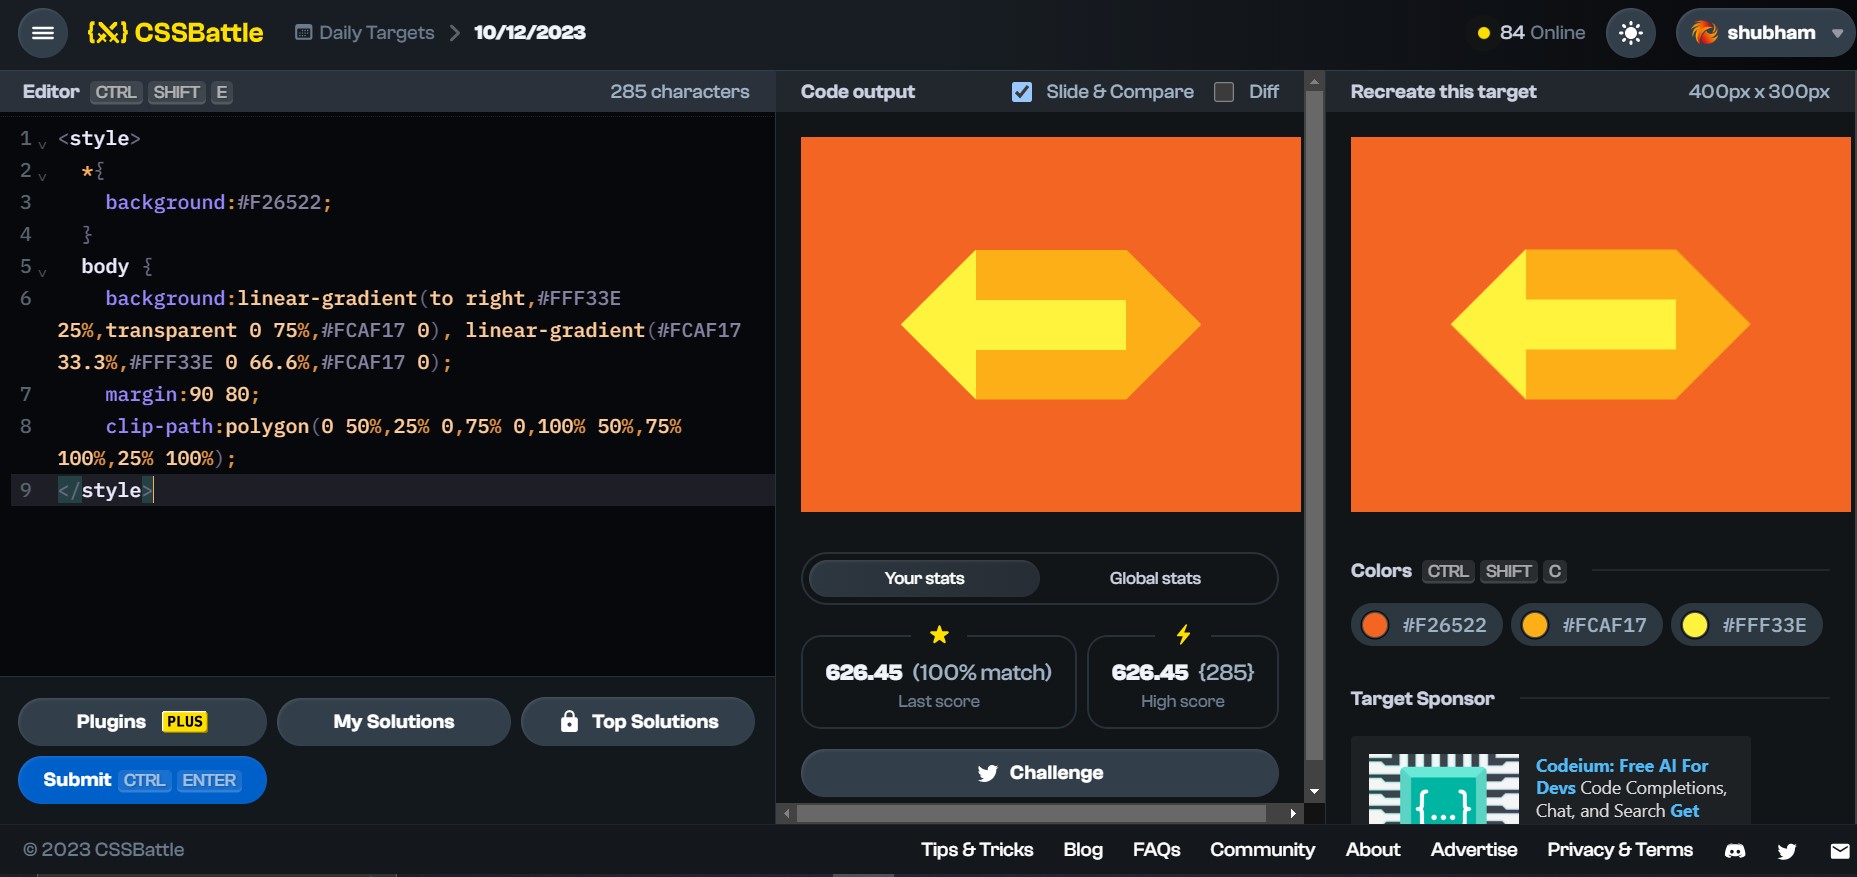 {X} CSSBattle
Daily Targets > 10/12/2023
84 Online
shubham
Editor CTRL SHIFT E
285 characters
1 <style>
2 *{
3 background:#F26522;
4 }
5 body {
6 background:linear-gradient(to right,#FFF33E
25%,transparent 0 75%,#FCAF17 0), linear-gradient(#FCAF17
33.3%,#FFF33E 0 66.6%,#FCAF17 0);
7 margin:90 80;
8 clip-path:polygon(0 50%,25% 0,75% 0,100% 50%,75%
100%,25% 100%);
9 </style>
Plugins PLUS
My Solutions
Top Solutions
Submit CTRL ENTER
Code output
Slide & Compare
Diff
Your stats
Global stats
626.45 (100% match)
Last score
626.45 {285}
High score
Challenge
Recreate this target
400px x 300px
Colors CTRL SHIFT C
#F26522
#FCAF17
#FFF33E
Target Sponsor
{...}
Codeium: Free AI For
Devs Code Completions,
Chat, and Search Get
© 2023 CSSBattle
Tips & Tricks
Blog
FAQs
Community
About
Advertise
Privacy & Terms